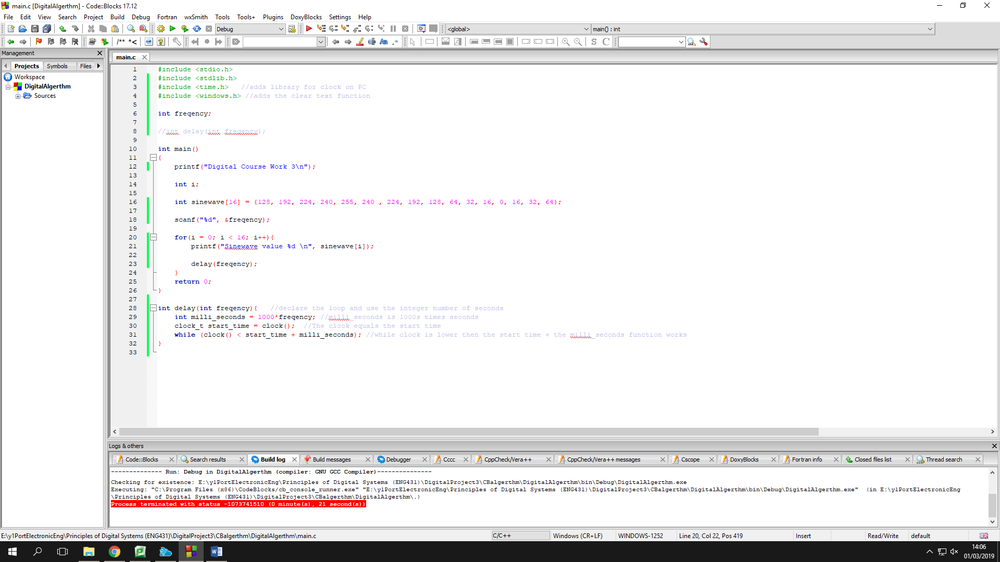 main.c [DigitalAlgerthm] - Code::Blocks 17.12
File Edit View Search Project Build Debug Fortran wxSmith Tools Tools+ Plugins DoxyBlocks Settings Help
Debug <global> main() : int
/** *< Aa .* S C
Management
Projects Symbols Files
Workspace
DigitalAlgerthm
Sources
main.c
1 #include <stdio.h>
2 #include <stdlib.h>
3 #include <time.h> //adds library for clock on PC
4 #include <windows.h> //adds the clear text function
5
6 int freqency;
7
8 //int delay(int freqency);
9
10 int main()
11 {
12 printf("Digital Course Work 3\n");
13
14 int i;
15
16 int sinewave[16] = {128, 192, 224, 240, 255, 240 , 224, 192, 128, 64, 32, 16, 0, 16, 32, 64};
17
18 scanf("%d", &freqency);
19
20 for(i = 0; i < 16; i++){
21 printf("Sinewave value %d \n", sinewave[i]);
22
23 delay(freqency);
24 }
25 return 0;
26 }
27
28 int delay(int freqency){ //declare the loop and use the integer number of seconds
29 int milli_seconds = 1000*freqency; //milli_seconds is 1000s times seconds
30 clock_t start_time = clock(); //The clock equals the start time
31 while (clock() < start_time + milli_seconds); //while clock is lower then the start time + the milli_seconds function works
32 }
33
Logs & others
Code::Blocks Search results Build log Build messages Debugger Cccc CppCheck/Vera++ CppCheck/Vera++ messages Cscope DoxyBlocks Fortran info Closed files list Thread search
-------------- Run: Debug in DigitalAlgerthm (compiler: GNU GCC Compiler)---------------
Checking for existence: E:\y1PortElectronicEng\Principles of Digital Systems (ENG431)\DigitalProject3\CBalgerthm\DigitalAlgerthm\bin\Debug\DigitalAlgerthm.exe
Executing: "C:\Program Files (x86)\CodeBlocks/cb_console_runner.exe" "E:\y1PortElectronicEng\Principles of Digital Systems (ENG431)\DigitalProject3\CBalgerthm\DigitalAlgerthm\bin\Debug\DigitalAlgerthm.exe" (in E:\y1PortElectronicEng
\Principles of Digital Systems (ENG431)\DigitalProject3\CBalgerthm\DigitalAlgerthm\.)
Process terminated with status -1073741510 (0 minute(s), 21 second(s))
E:\y1PortElectronicEng\Principles of Digital Systems (ENG431)\DigitalProject3\CBalgerthm\DigitalAlgerthm\main.c C/C++ Windows (CR+LF) WINDOWS-1252 Line 20, Col 22, Pos 419 Insert Read/Write default
14:06
01/03/2019